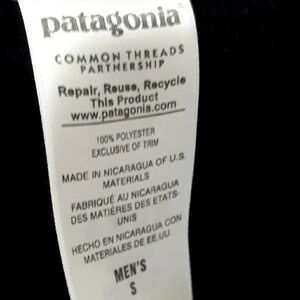 patagonia
COMMON THREADS
PARTNERSHIP
Repair, Reuse, Recycle
This Product
www.patagonia.com
100% POLYESTER
EXCLUSIVE OF TRIM
MADE IN NICARAGUA OF U.S.
MATERIALS
FABRIQUÉ AU NICARAGUA
DES MATIÈRES DES ETATS-
UNIS
HECHO EN NICARAGUA CON
MATERIALES DE EE.UU.
MEN'S
S